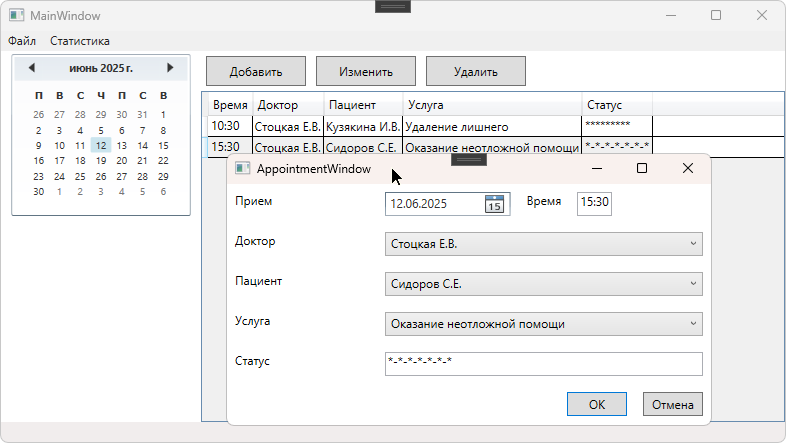 MainWindow
Файл Статистика
июнь 2025 г.
П В С Ч П С В
26 27 28 29 30 31 1
2 3 4 5 6 7 8
9 10 11 12 13 14 15
16 17 18 19 20 21 22
23 24 25 26 27 28 29
30 1 2 3 4 5 6
Добавить Изменить Удалить
Время Доктор Пациент Услуга Статус
10:30 Стоцкая Е.В. Кузякина И.В. Удаление лишнего *********
15:30 Стоцкая Е.В. Сидоров С.Е. Оказание неотложной помощи *-*-*-*-*-*-*
AppointmentWindow
Прием 12.06.2025 15 Время 15:30
Доктор Стоцкая Е.В.
Пациент Сидоров С.Е.
Услуга Оказание неотложной помощи
Статус *-*-*-*-*-*-*
ОК Отмена